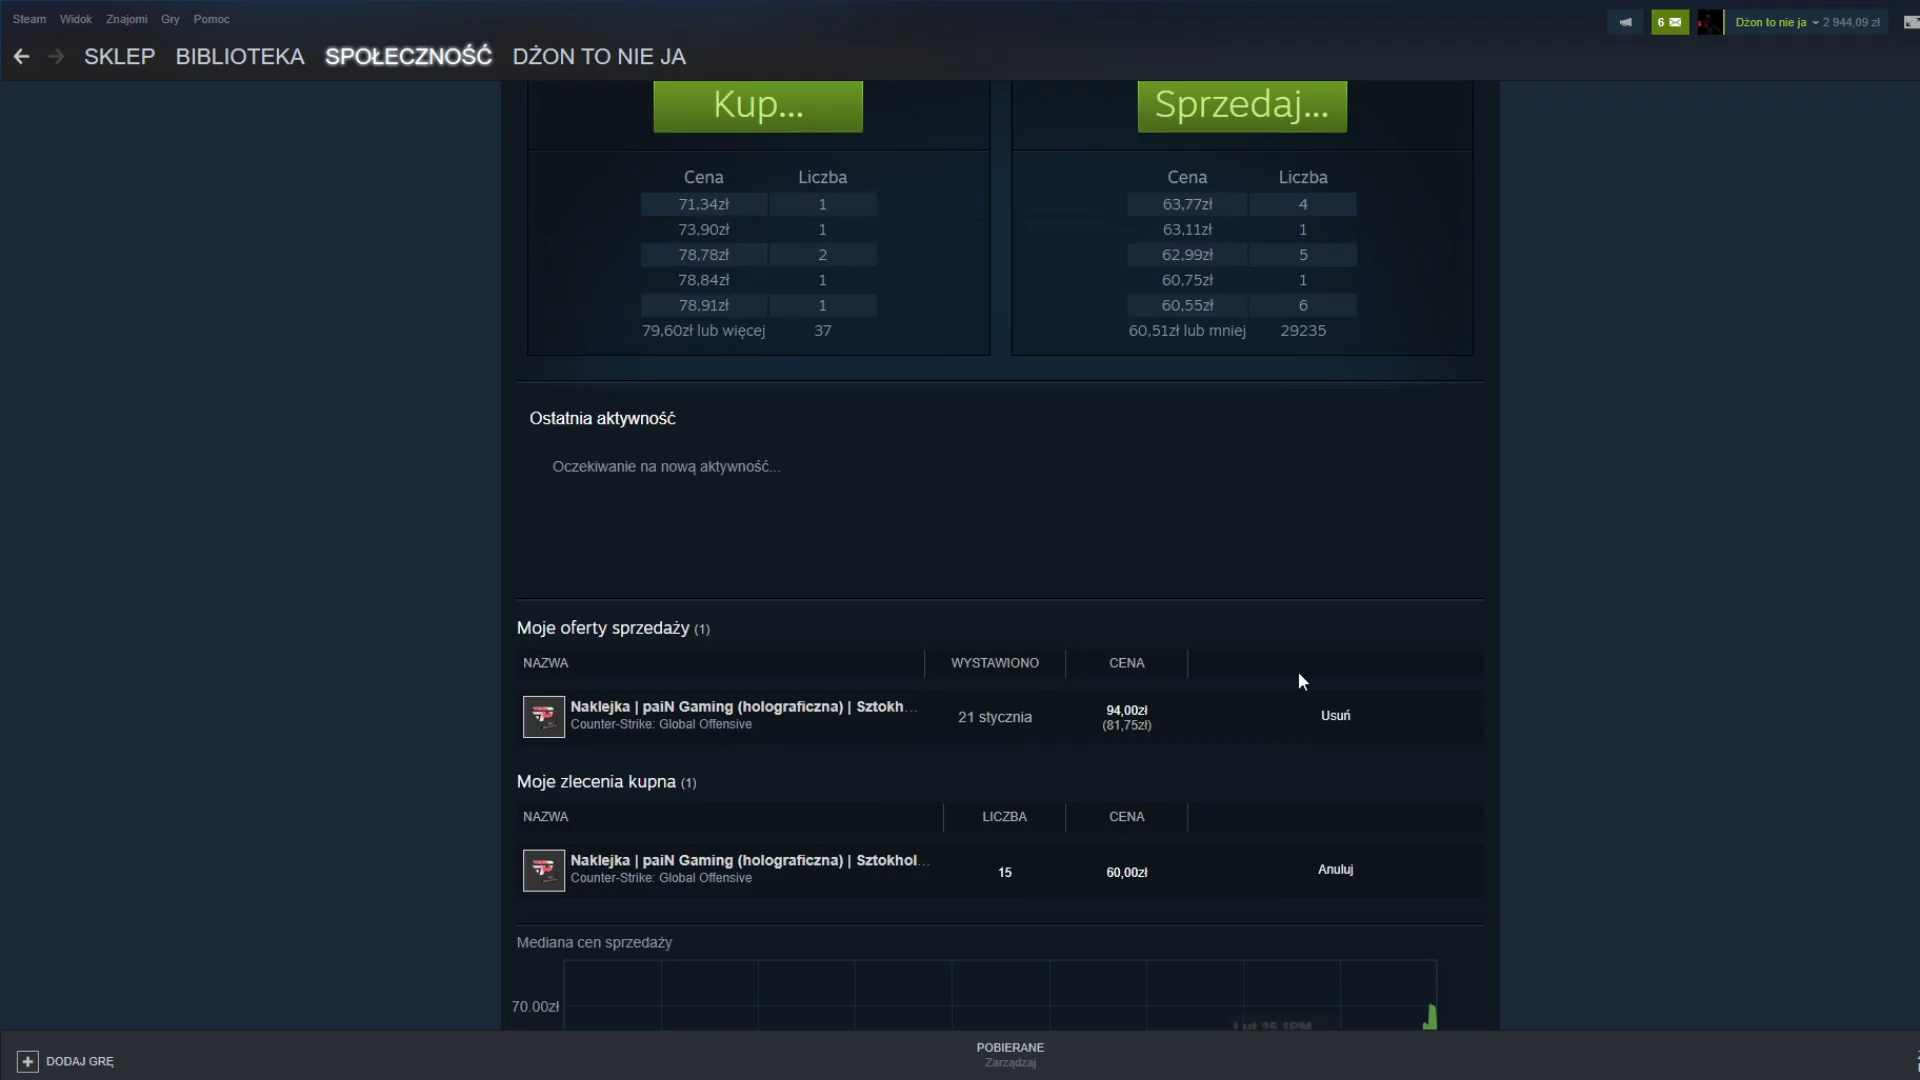 Steam Widok Znajomi Gry Pomoc
6 Dżon to nie ja 2 944,09 zł
SKLEP BIBLIOTEKA SPOŁECZNOŚĆ DŻON TO NIE JA
Kup... Sprzedaj...
Cena Liczba Cena Liczba
71,34zł 1 63,77zł 4
73,90zł 1 63,11zł 1
78,78zł 2 62,99zł 5
78,84zł 1 60,75zł 1
78,91zł 1 60,55zł 6
79,60zł lub więcej 37 60,51zł lub mniej 29235
Ostatnia aktywność
Oczekiwanie na nową aktywność...
Moje oferty sprzedaży (1)
NAZWA WYSTAWIONO CENA
Naklejka | paiN Gaming (holograficzna) | Sztokh...
Counter-Strike: Global Offensive
21 stycznia
94,00zł
(81,75zł)
Usuń
Moje zlecenia kupna (1)
NAZWA LICZBA CENA
Naklejka | paiN Gaming (holograficzna) | Sztokhol...
Counter-Strike: Global Offensive
15 60,00zł Anuluj
Mediana cen sprzedaży
70.00zł
DODAJ GRĘ
POBIERANE
Zarządzaj